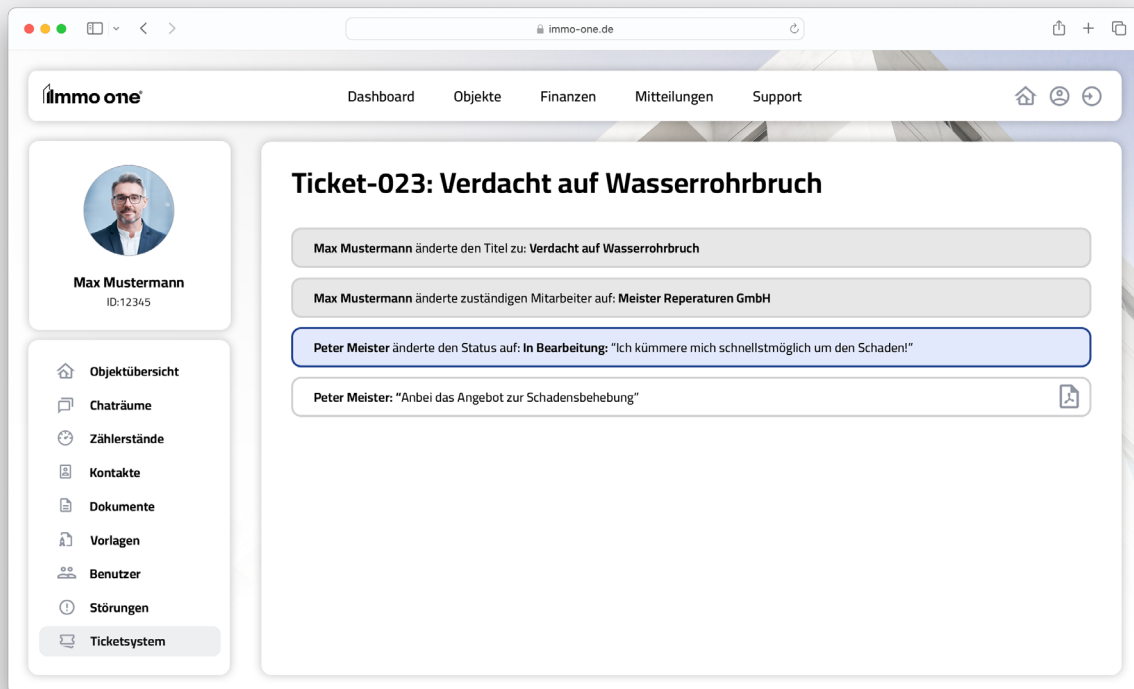 immo-one.de
immo one
Dashboard
Objekte
Finanzen
Mitteilungen
Support
Max Mustermann
ID:12345
Objektübersicht
Chaträume
Zählerstände
Kontakte
Dokumente
Vorlagen
Benutzer
Störungen
Ticketsystem
Ticket-023: Verdacht auf Wasserrohrbruch
Max Mustermann änderte den Titel zu: Verdacht auf Wasserrohrbruch
Max Mustermann änderte zuständigen Mitarbeiter auf: Meister Reperaturen GmbH
Peter Meister änderte den Status auf: In Bearbeitung: “Ich kümmere mich schnellstmöglich um den Schaden!”
Peter Meister: “Anbei das Angebot zur Schadensbehebung”